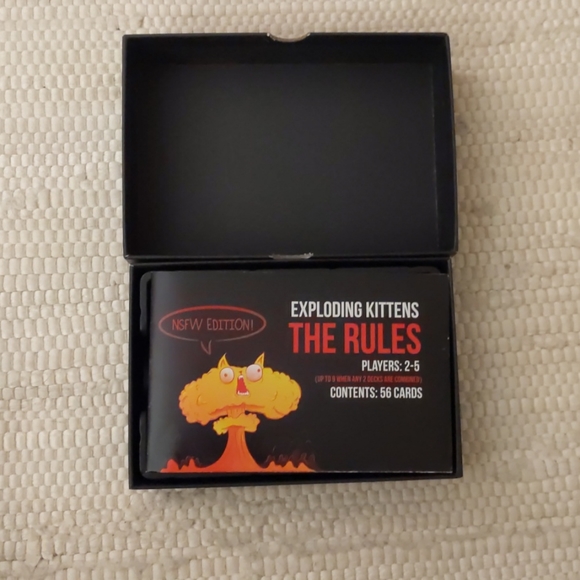 NSFW EDITION!
EXPLODING KITTENS
THE RULES
PLAYERS: 2-5
(UP TO 9 WHEN ANY 2 DECKS ARE COMBINED)
CONTENTS: 56 CARDS